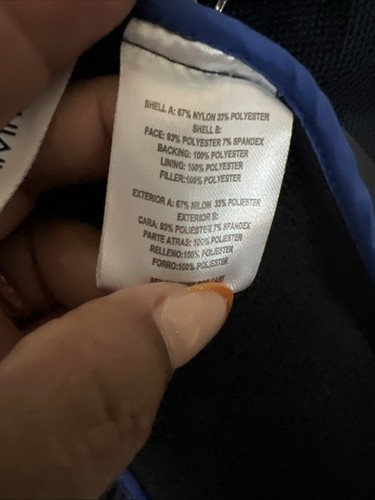 SHELL A: 67% NYLON 33% POLYESTER
SHELL B:
FACE: 93% POLYESTER 7% SPANDEX
BACKING: 100% POLYESTER
LINING: 100% POLYESTER
FILLER:100% POLYESTER
EXTERIOR A: 67% NILON 33% POLIESTER
EXTERIOR B:
CARA: 93% POLIESTER 7% SPANDEX
PARTE ATRAS: 100% POLIESTER
RELLENO:100% POLIESTER
FORRO:100% POLIESTER